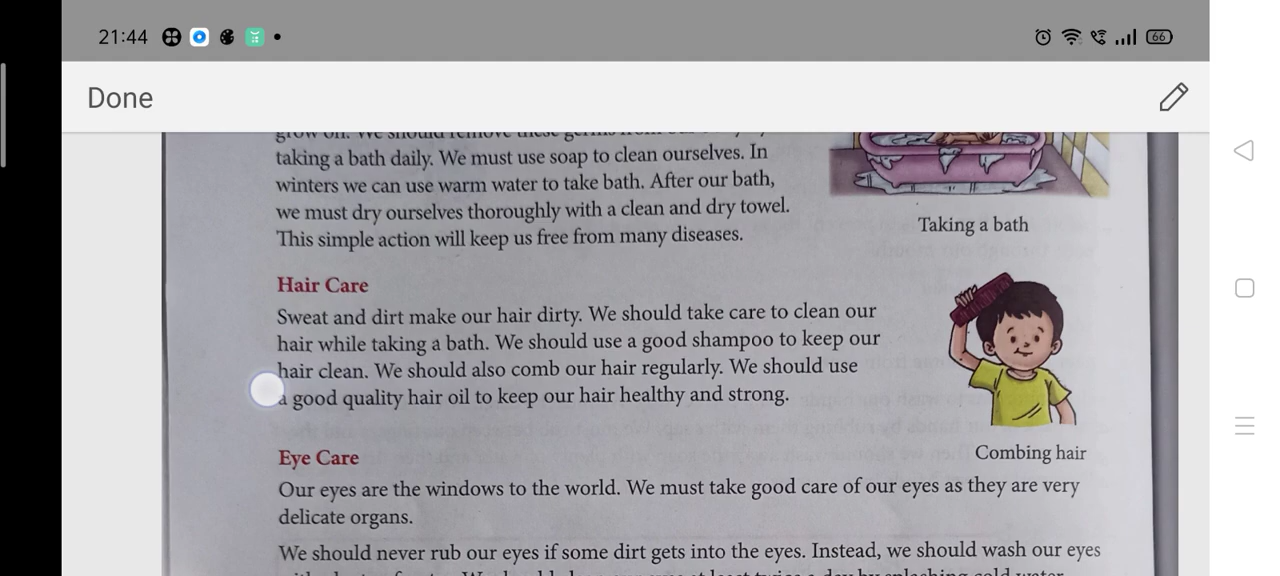 21:44
66
Done
taking a bath daily. We must use soap to clean ourselves. In
winters we can use warm water to take bath. After our bath,
we must dry ourselves thoroughly with a clean and dry towel.
This simple action will keep us free from many diseases.
Taking a bath
Hair Care
Sweat and dirt make our hair dirty. We should take care to clean our
hair while taking a bath. We should use a good shampoo to keep our
hair clean. We should also comb our hair regularly. We should use
a good quality hair oil to keep our hair healthy and strong.
Combing hair
Eye Care
Our eyes are the windows to the world. We must take good care of our eyes as they are very
delicate organs.
We should never rub our eyes if some dirt gets into the eyes. Instead, we should wash our eyes